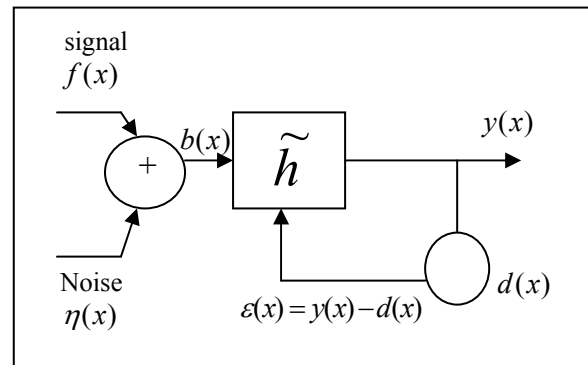 signal
f(x)
+
b(x)
h̃
y(x)
Noise
η(x)
ε(x) = y(x) − d(x)
d(x)